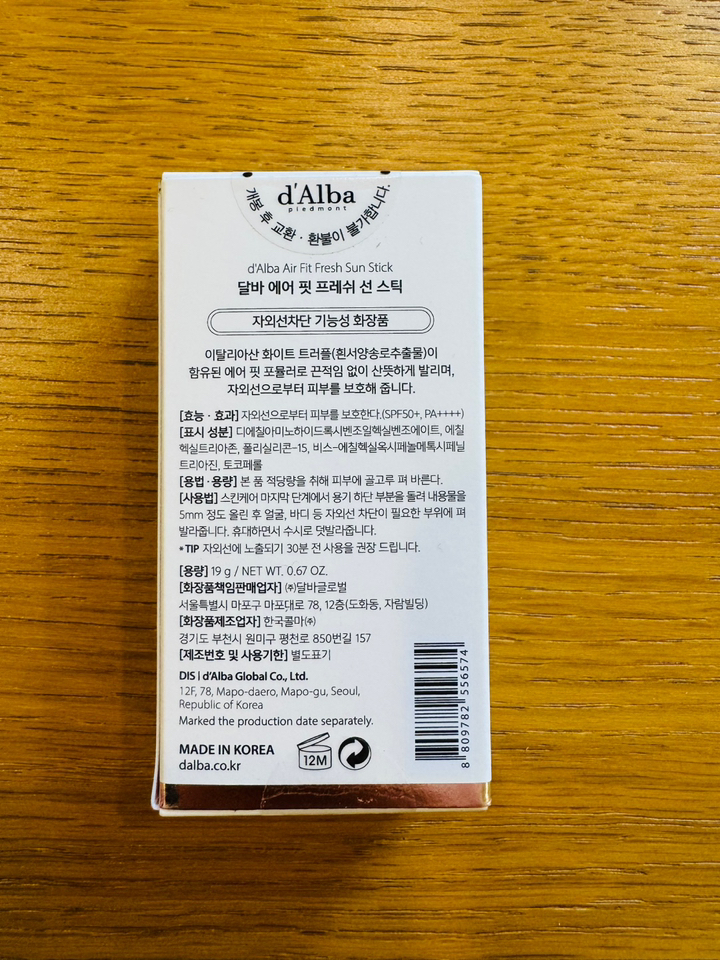 d'Alba
piedmont
개봉 후 교환 · 환불이 불가합니다.
d'Alba Air Fit Fresh Sun Stick
달바 에어 핏 프레쉬 선 스틱
자외선차단 기능성 화장품
이탈리아산 화이트 트러플(흰서양송로추출물)이
함유된 에어 핏 포뮬러로 끈적임 없이 산뜻하게 발리며,
자외선으로부터 피부를 보호해 줍니다.
[효능 · 효과] 자외선으로부터 피부를 보호한다.(SPF50+, PA++++)
[표시 성분] 디에칠아미노하이드록시벤조일헥실벤조에이트, 에칠
헥실트리아존, 폴리실리콘-15, 비스-에칠헥실옥시페놀메톡시페닐
트리아진, 토코페롤
[용법 · 용량] 본 품 적당량을 취해 피부에 골고루 펴 바른다.
[사용법] 스킨케어 마지막 단계에서 용기 하단 부분을 돌려 내용물을
5mm 정도 올린 후 얼굴, 바디 등 자외선 차단이 필요한 부위에 펴
발라줍니다. 휴대하면서 수시로 덧발라줍니다.
*TIP 자외선에 노출되기 30분 전 사용을 권장 드립니다.
[용량] 19 g / NET WT. 0.67 OZ.
[화장품책임판매업자] ㈜달바글로벌
서울특별시 마포구 마포대로 78, 12층(도화동, 자람빌딩)
[화장품제조업자] 한국콜마㈜
경기도 부천시 원미구 평천로 850번길 157
[제조번호 및 사용기한] 별도표기
DIS | d'Alba Global Co., Ltd.
12F, 78, Mapo-daero, Mapo-gu, Seoul,
Republic of Korea
Marked the production date separately.
MADE IN KOREA
dalba.co.kr
12M
8 809782 556574